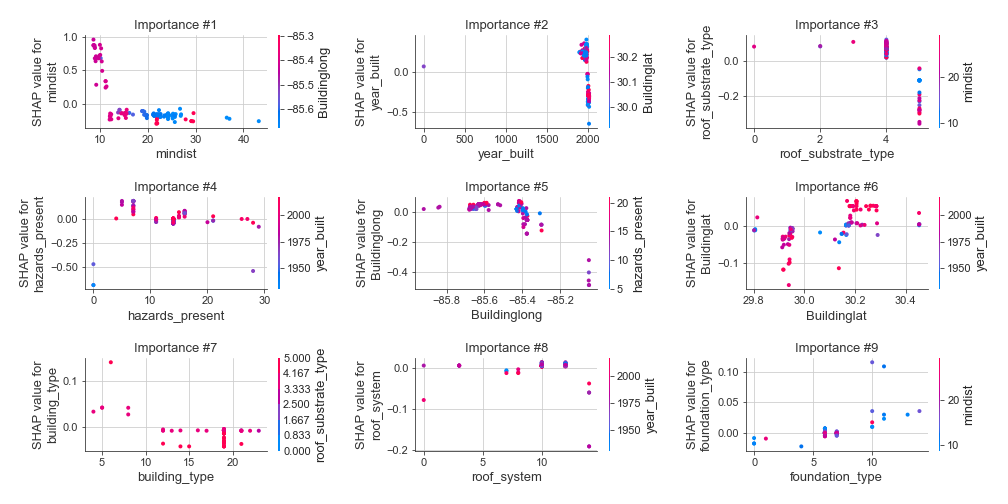 Importance #1
Importance #2
Importance #3
SHAP value for
mindist
1.0
0.5
0.0
10
20
30
40
mindist
−85.3
−85.4
−85.5
−85.6
Buildinglong
SHAP value for
year_built
0.0
−0.5
0
500
1000
1500
2000
year_built
30.2
30.1
30.0
Buildinglat
SHAP value for
roof_substrate_type
0.0
−0.2
0
2
4
roof_substrate_type
20
10
mindist
Importance #4
Importance #5
Importance #6
SHAP value for
hazards_present
0.00
−0.25
−0.50
0
10
20
30
hazards_present
2000
1975
1950
year_built
SHAP value for
Buildinglong
0.0
−0.2
−0.4
−85.8
−85.6
−85.4
−85.2
Buildinglong
20
15
10
5
hazards_present
SHAP value for
Buildinglat
0.0
−0.1
29.8
30.0
30.2
30.4
Buildinglat
2000
1975
1950
year_built
Importance #7
Importance #8
Importance #9
SHAP value for
building_type
0.1
0.0
5
10
15
20
building_type
5.000
4.167
3.333
2.500
1.667
0.833
0.000
roof_substrate_type
SHAP value for
roof_system
0.0
−0.1
−0.2
0
5
10
roof_system
2000
1975
1950
year_built
SHAP value for
foundation_type
0.10
0.05
0.00
0
5
10
foundation_type
20
10
mindist